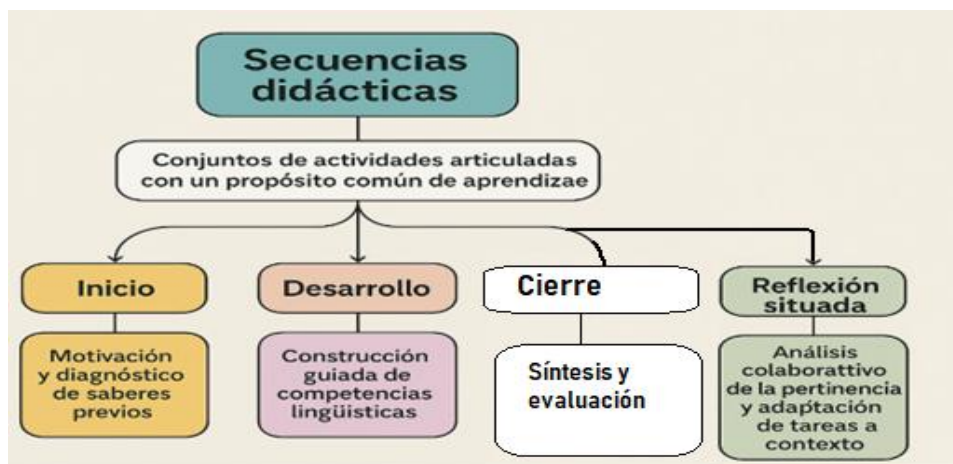 Secuencias
didácticas
Conjuntos de actividades articuladas
con un propósito común de aprendizae
Inicio
Desarrollo
Cierre
Reflexión
situada
Motivación
y diagnóstico
de saberes
previos
Construcción
guiada de
competencias
lingüisticas
Síntesis y
evaluación
Análisis
colaborattivo
de la pertinencia
y adaptación
de tareas a
contexto